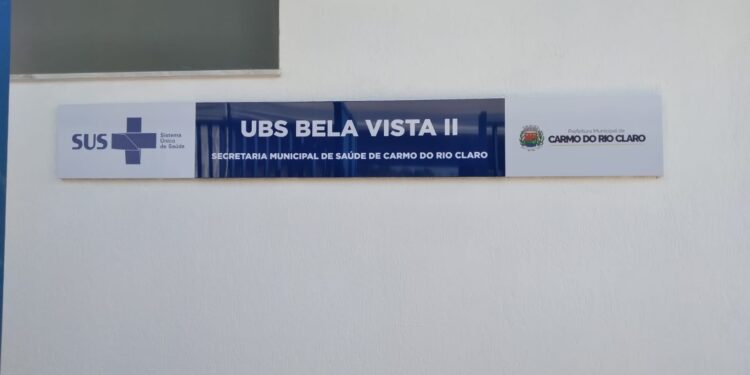 SUS
Sistema
Único
de Saúde
UBS BELA VISTA II
SECRETARIA MUNICIPAL DE SAÚDE DE CARMO DO RIO CLARO
Prefeitura Municipal de
CARMO DO RIO CLARO